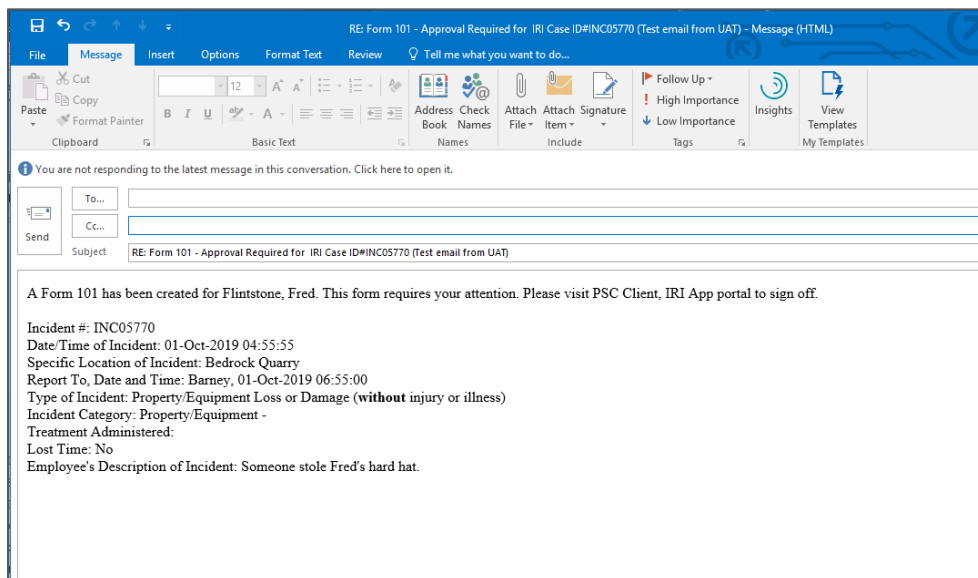 RE: Form 101 - Approval Required for IRI Case ID#INC05770 (Test email from UAT) - Message (HTML)
File Message Insert Options Format Text Review Tell me what you want to do...
Paste
Cut
Copy
Format Painter
Clipboard
12
B I U
Basic Text
Address Book
Check Names
Names
Attach File
Attach Item
Signature
Include
Follow Up
High Importance
Low Importance
Tags
Insights
View Templates
My Templates
You are not responding to the latest message in this conversation. Click here to open it.
Send
To...
Cc...
Subject RE: Form 101 - Approval Required for IRI Case ID#INC05770 (Test email from UAT)
A Form 101 has been created for Flintstone, Fred. This form requires your attention. Please visit PSC Client, IRI App portal to sign off.
Incident #: INC05770
Date/Time of Incident: 01-Oct-2019 04:55:55
Specific Location of Incident: Bedrock Quarry
Report To, Date and Time: Barney, 01-Oct-2019 06:55:00
Type of Incident: Property/Equipment Loss or Damage (without injury or illness)
Incident Category: Property/Equipment -
Treatment Administered:
Lost Time: No
Employee's Description of Incident: Someone stole Fred's hard hat.